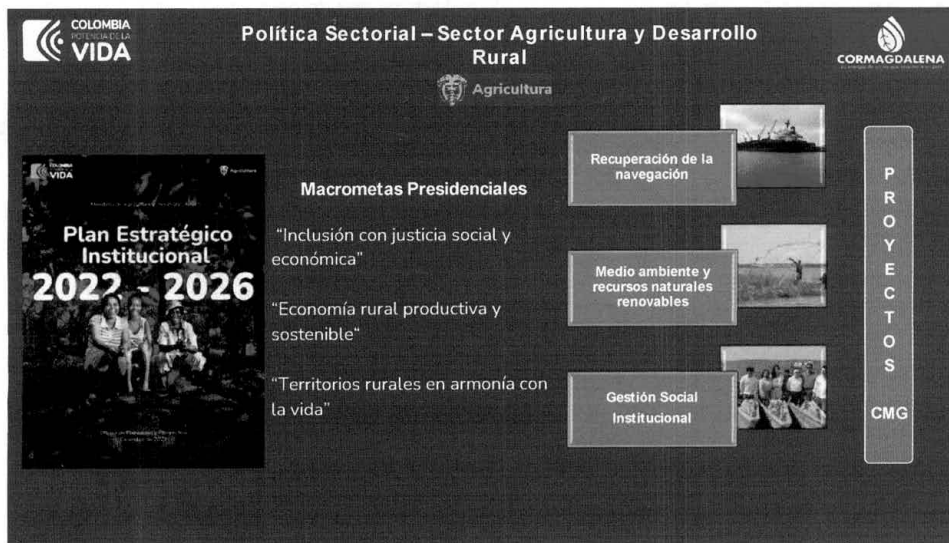 COLOMBIA
POTENCIA DE LA
VIDA
Política Sectorial – Sector Agricultura y Desarrollo
Rural
Agricultura
CORMAGDALENA
COLOMBIA
VIDA
Agricultura
Plan Estratégico
Institucional
2022 - 2026
Macrometas Presidenciales
"Inclusión con justicia social y
económica"
"Economía rural productiva y
sostenible"
"Territorios rurales en armonía con
la vida"
Recuperación de la
navegación
Medio ambiente y
recursos naturales
renovables
Gestión Social
Institucional
P
R
O
Y
E
C
T
O
S
CMG